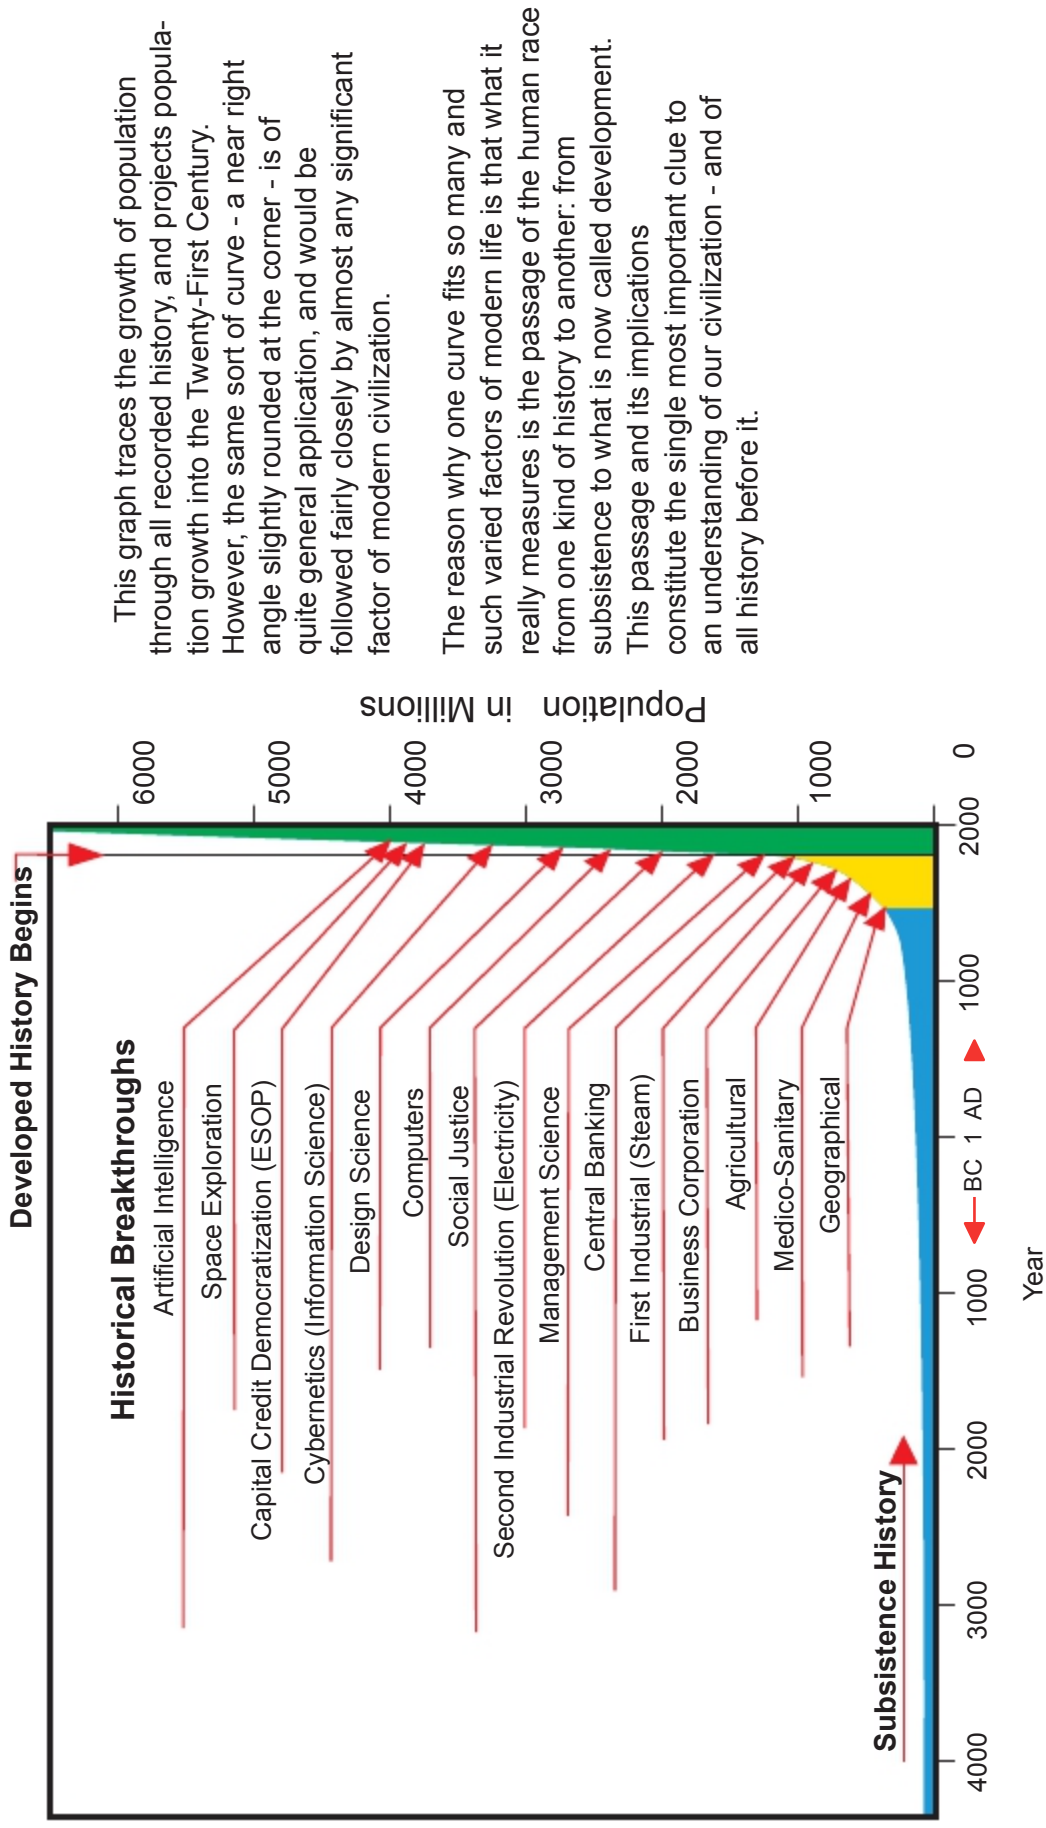 Developed History Begins
Historical Breakthroughs
Artificial Intelligence
Space Exploration
Capital Credit Democratization (ESOP)
Cybernetics (Information Science)
Design Science
Computers
Social Justice
Second Industrial Revolution (Electricity)
Management Science
Central Banking
First Industrial (Steam)
Business Corporation
Agricultural
Medico-Sanitary
Geographical
Subsistence History
4000 3000 2000 1000 BC 1 AD 1000 2000
Year
6000
5000
4000
3000
2000
1000
0
Population in Millions
This graph traces the growth of population
through all recorded history, and projects popula-
tion growth into the Twenty-First Century.
However, the same sort of curve - a near right
angle slightly rounded at the corner - is of
quite general application, and would be
followed fairly closely by almost any significant
factor of modern civilization.
The reason why one curve fits so many and
such varied factors of modern life is that what it
really measures is the passage of the human race
from one kind of history to another: from
subsistence to what is now called development.
This passage and its implications
constitute the single most important clue to
an understanding of our civilization - and of
all history before it.